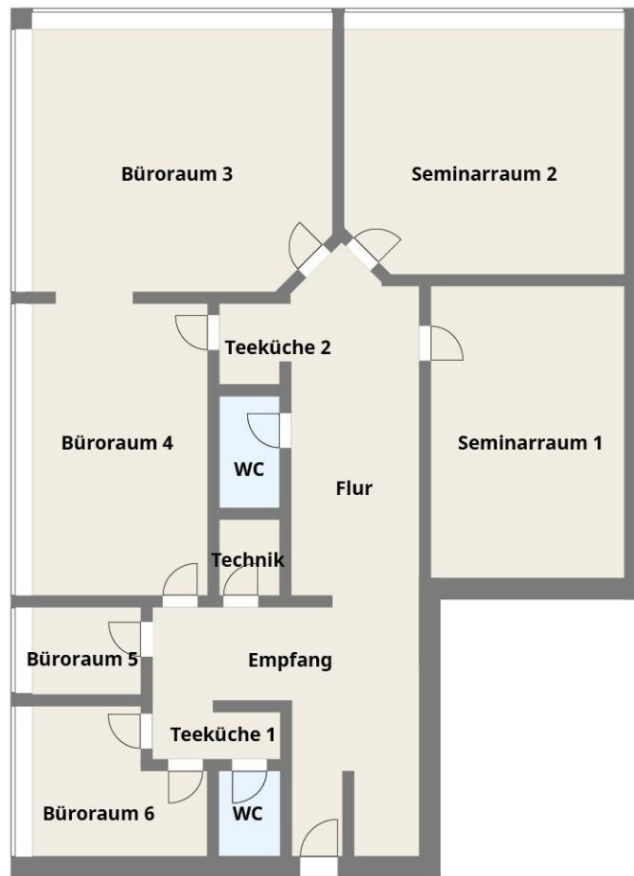 Büroraum 3
Seminarraum 2
Teeküche 2
Büroraum 4
Seminarraum 1
WC
Flur
Technik
Büroraum 5
Empfang
Teeküche 1
Büroraum 6
WC